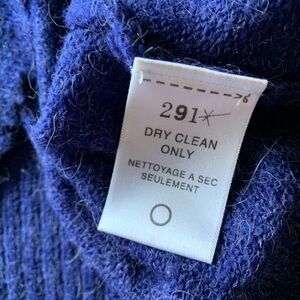 291*
DRY CLEAN
ONLY
NETTOYAGE A SEC
SEULEMENT